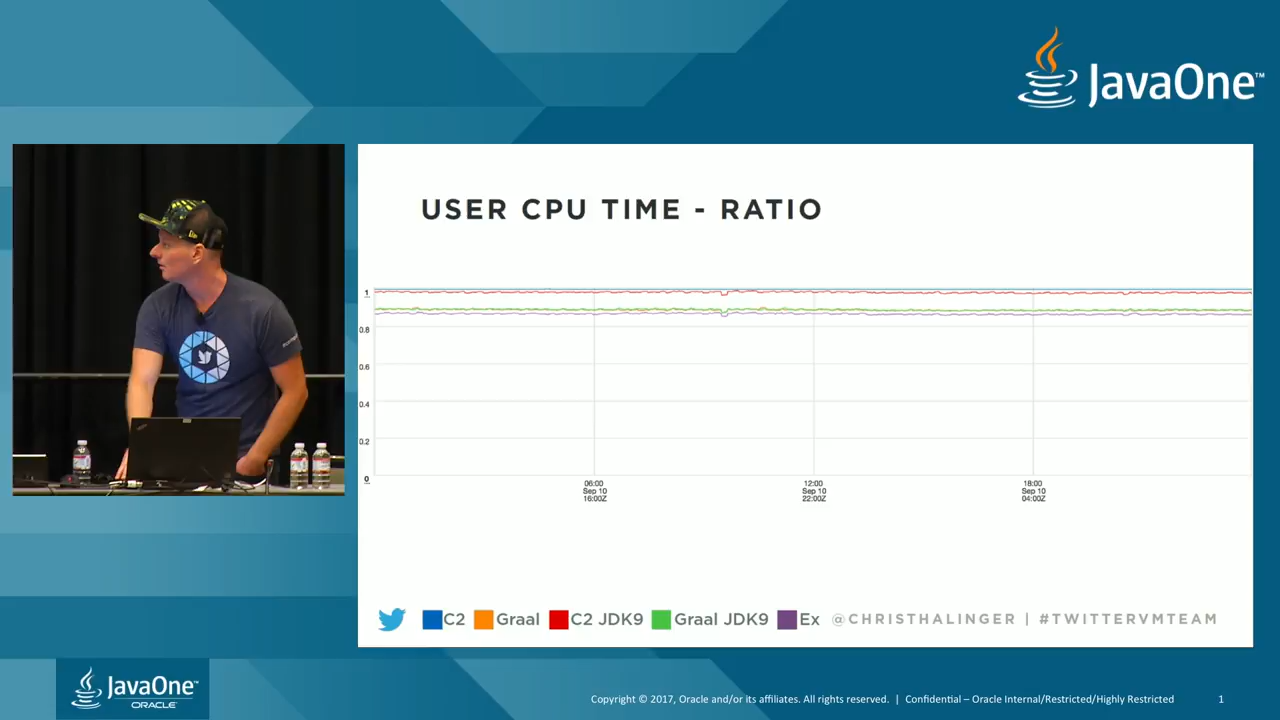 JavaOne™
USER CPU TIME - RATIO
1
0.8
0.6
0.4
0.2
0
06:00
Sep 10
16:00Z
12:00
Sep 10
22:00Z
18:00
Sep 10
04:00Z
C2 Graal C2 JDK9 Graal JDK9 Ex @CHRISTHALINGER | #TWITTERVMTEAM
JavaOne™
ORACLE
Copyright © 2017, Oracle and/or its affiliates. All rights reserved. | Confidential – Oracle Internal/Restricted/Highly Restricted 1